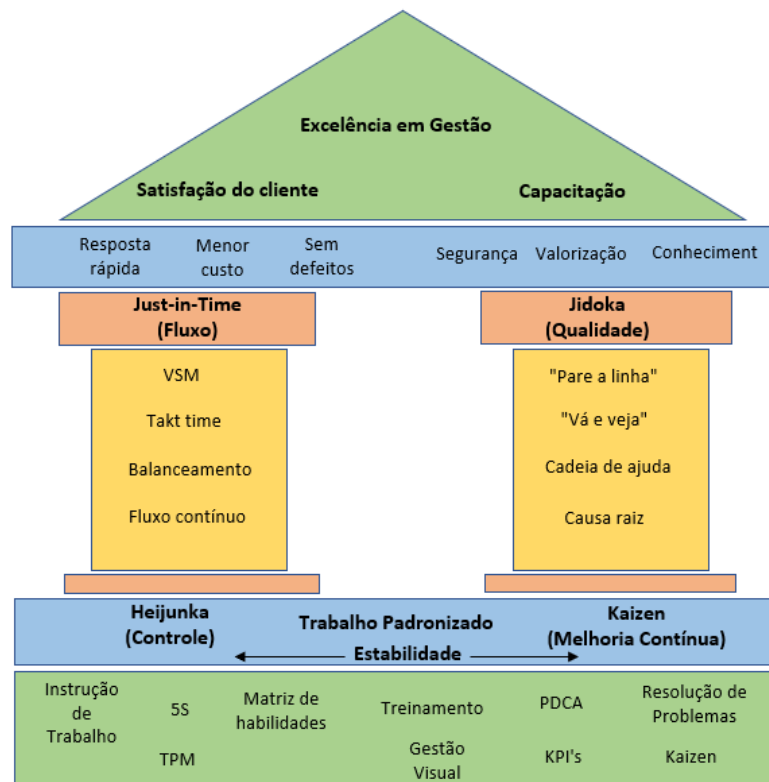 Excelência em Gestão
Satisfação do cliente
Capacitação
Resposta
rápida
Menor
custo
Sem
defeitos
Segurança
Valorização
Conheciment
Just-in-Time
(Fluxo)
Jidoka
(Qualidade)
VSM
Takt time
Balanceamento
Fluxo contínuo
"Pare a linha"
"Vá e veja"
Cadeia de ajuda
Causa raiz
Heijunka
(Controle)
Trabalho Padronizado
Kaizen
(Melhoria Contínua)
Estabilidade
Instrução
de
Trabalho
5S
TPM
Matriz de
habilidades
Treinamento
Gestão
Visual
PDCA
KPI's
Resolução de
Problemas
Kaizen